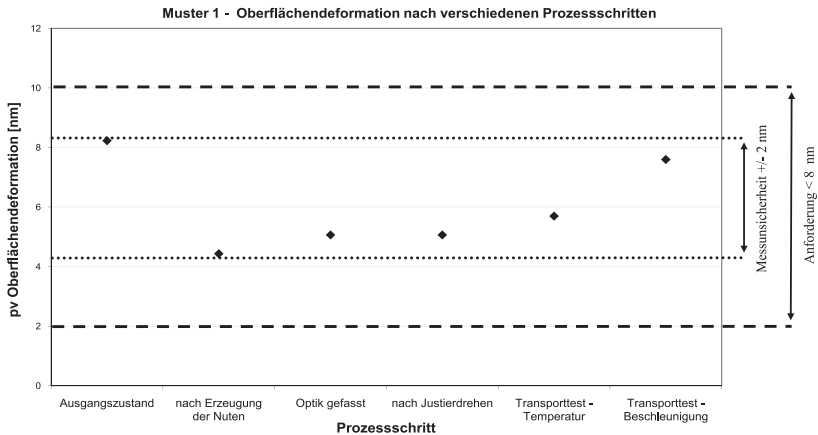 Muster 1 - Oberflächendeformation nach verschiedenen Prozessschritten
pv Oberflächendeformation [nm]
12
10
8
6
4
2
0
Ausgangszustand
nach Erzeugung
der Nuten
Optik gefasst
nach Justierdrehen
Transporttest -
Temperatur
Transporttest -
Beschleunigung
Prozessschritt
Messunsicherheit +/- 2 nm
Anforderung < 8 nm